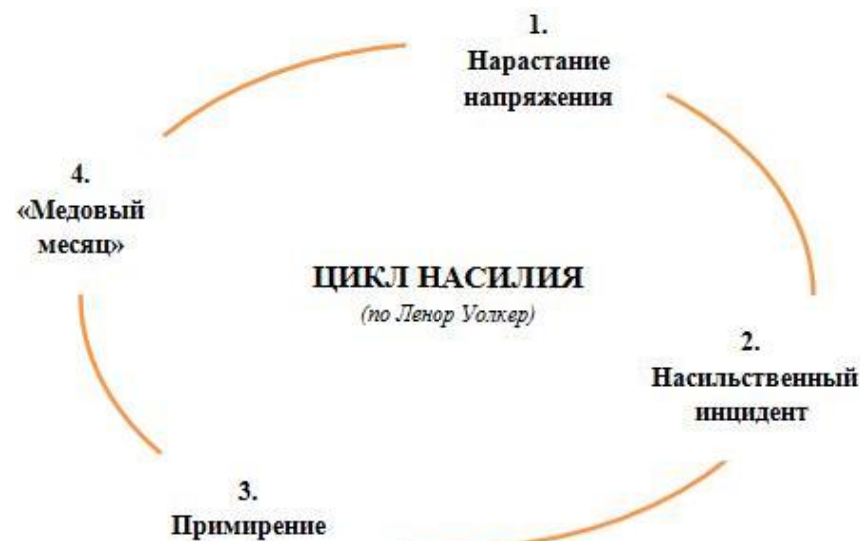 1.
Нарастание
напряжения
4.
«Медовый
месяц»
ЦИКЛ НАСИЛИЯ
(по Ленор Уолкер)
2.
Насильственный
инцидент
3.
Примирение